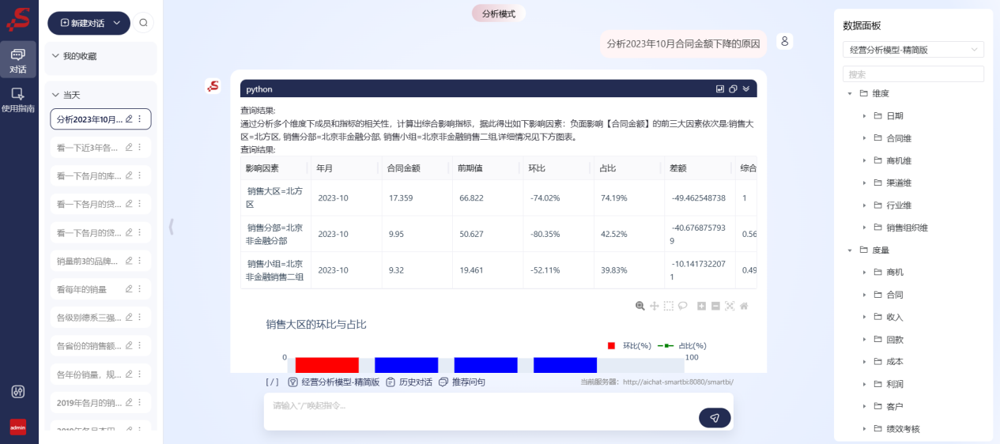 新建对话
我的收藏
对话
当天
使用指南
分析2023年10月...
看一下近3年各...
看一下各月的库...
看一下各月的贷...
看一下各月的贷...
销量前3的品牌...
看每年的销量
各级别德系三强...
各省份的销售额...
各年份销量，规...
2019年各月的销...
admin
分析模式
分析2023年10月合同金额下降的原因
python
查询结果:
通过分析多个维度下成员和指标的相关性，计算出综合影响指标，据此得出如下影响因素：负面影响【合同金额】的前三大因素依次是:销售大
区=北方区, 销售分部=北京非金融分部, 销售小组=北京非金融销售二组,详细情况见下方图表。
查询结果:
影响因素 年月 合同金额 前期值 环比 占比 差额 综合
销售大区=北方
区 2023-10 17.359 66.822 -74.02% 74.19% -49.462548738 1
销售分部=北京
非金融分部 2023-10 9.95 50.627 -80.35% 42.52% -40.676875793
9 0.56
销售小组=北京
非金融销售二组 2023-10 9.32 19.461 -52.11% 39.83% -10.141732207
1 0.49
销售大区的环比与占比
环比(%) 占比(%)
0 100
[/] 经营分析模型-精简版 历史对话 推荐问句 当前服务器：http://aichat-smartbi:8080/smartbi/
请输入"/"唤起指令...
数据面板
经营分析模型-精简版
搜索
维度
日期
合同维
商机维
渠道维
行业维
销售组织维
度量
商机
合同
收入
回款
成本
利润
客户
绩效考核